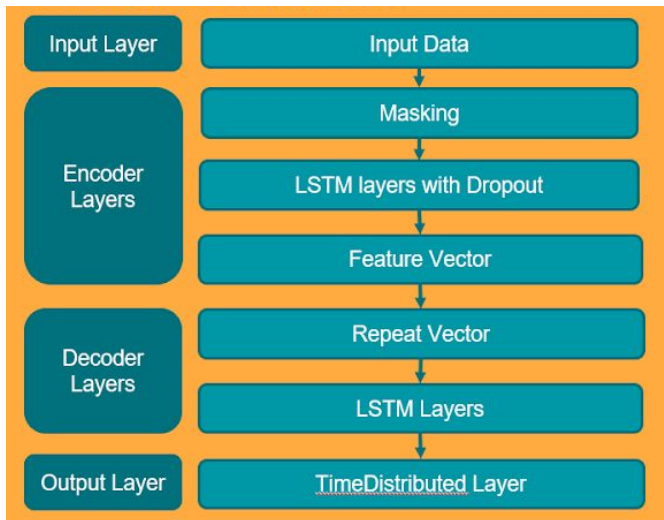 Input Layer
Input Data
Encoder
Layers
Masking
LSTM layers with Dropout
Feature Vector
Decoder
Layers
Repeat Vector
LSTM Layers
Output Layer
TimeDistributed Layer